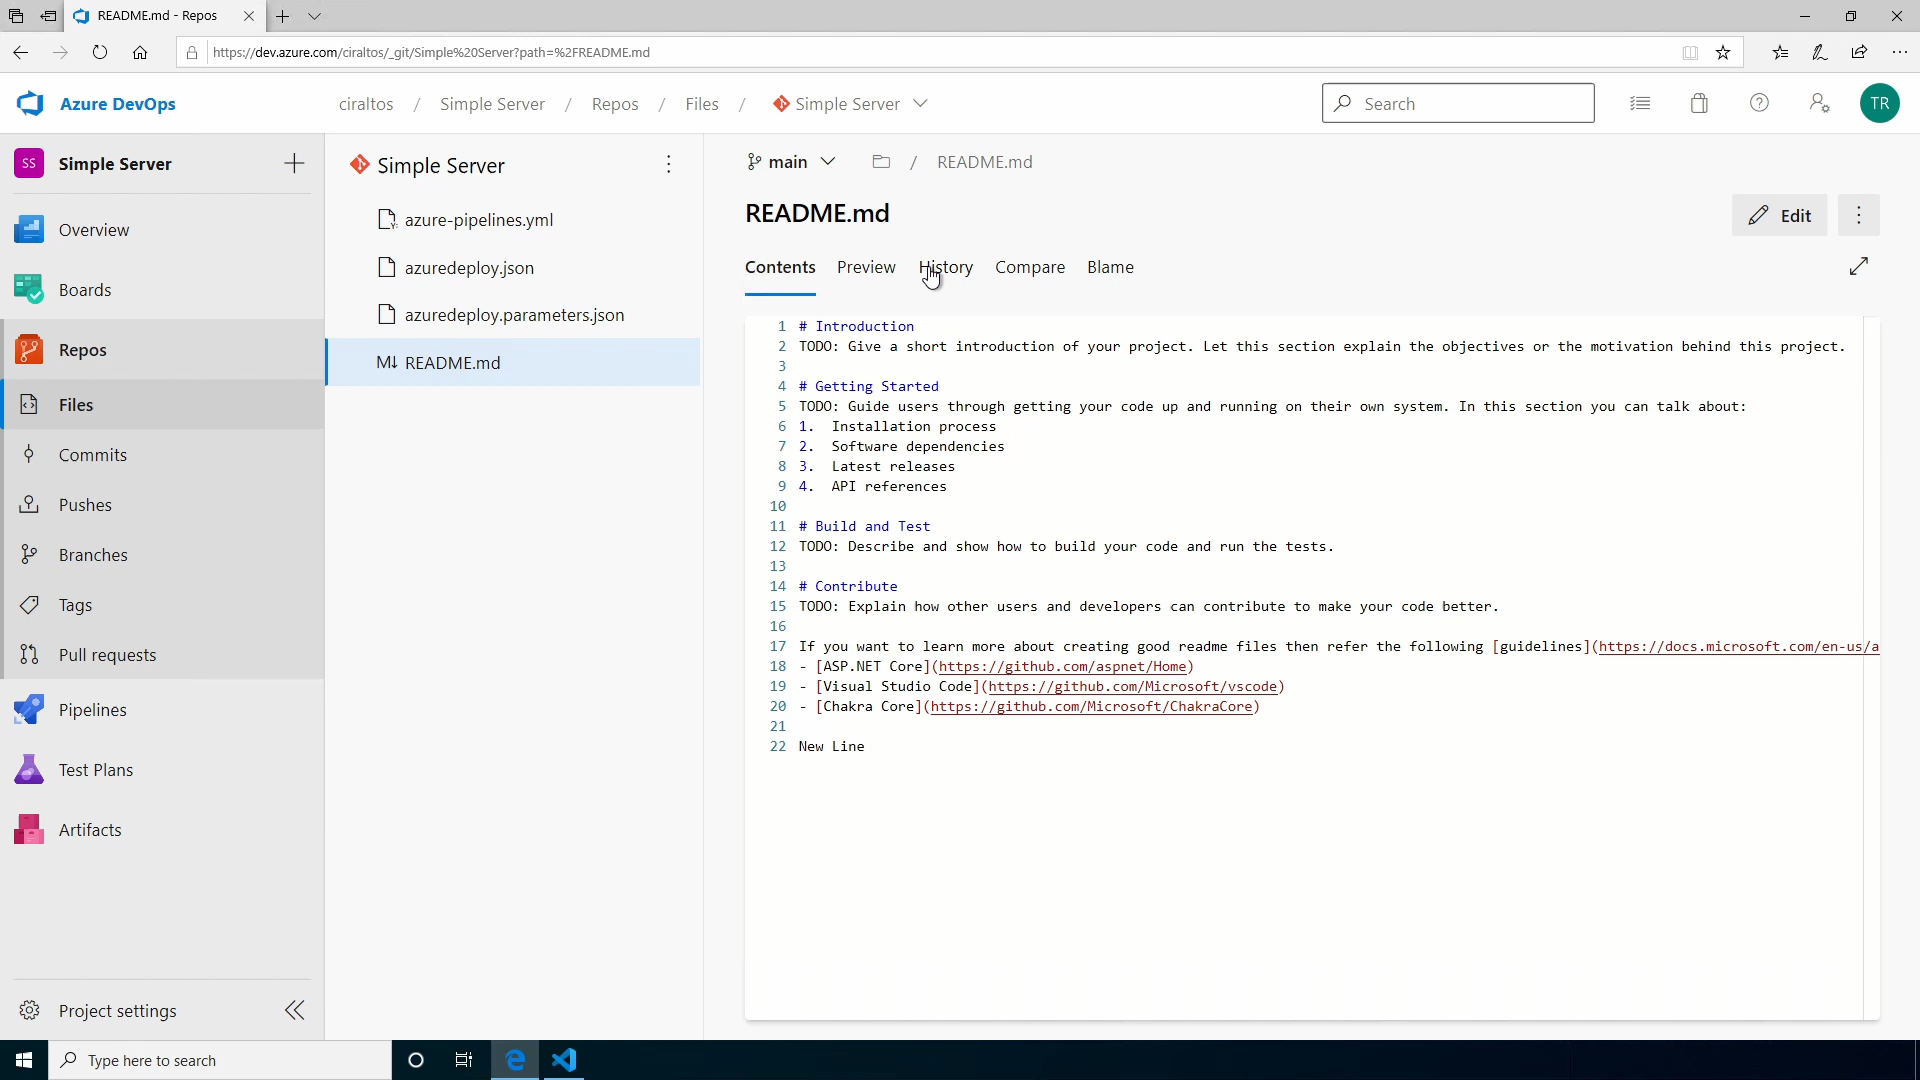 README.md - Repos
https://dev.azure.com/ciraltos/_git/Simple%20Server?path=%2FREADME.md
Azure DevOps
ciraltos / Simple Server / Repos / Files / Simple Server
Search
TR
SS Simple Server
Overview
Boards
Repos
Files
Commits
Pushes
Branches
Tags
Pull requests
Pipelines
Test Plans
Artifacts
Project settings
Simple Server
azure-pipelines.yml
azuredeploy.json
azuredeploy.parameters.json
M↓ README.md
main / README.md
README.md
Edit
Contents Preview History Compare Blame
1 # Introduction
2 TODO: Give a short introduction of your project. Let this section explain the objectives or the motivation behind this project.
3
4 # Getting Started
5 TODO: Guide users through getting your code up and running on their own system. In this section you can talk about:
6 1. Installation process
7 2. Software dependencies
8 3. Latest releases
9 4. API references
10
11 # Build and Test
12 TODO: Describe and show how to build your code and run the tests.
13
14 # Contribute
15 TODO: Explain how other users and developers can contribute to make your code better.
16
17 If you want to learn more about creating good readme files then refer the following [guidelines](https://docs.microsoft.com/en-us/a
18 - [ASP.NET Core](https://github.com/aspnet/Home)
19 - [Visual Studio Code](https://github.com/Microsoft/vscode)
20 - [Chakra Core](https://github.com/Microsoft/ChakraCore)
21
22 New Line
Type here to search